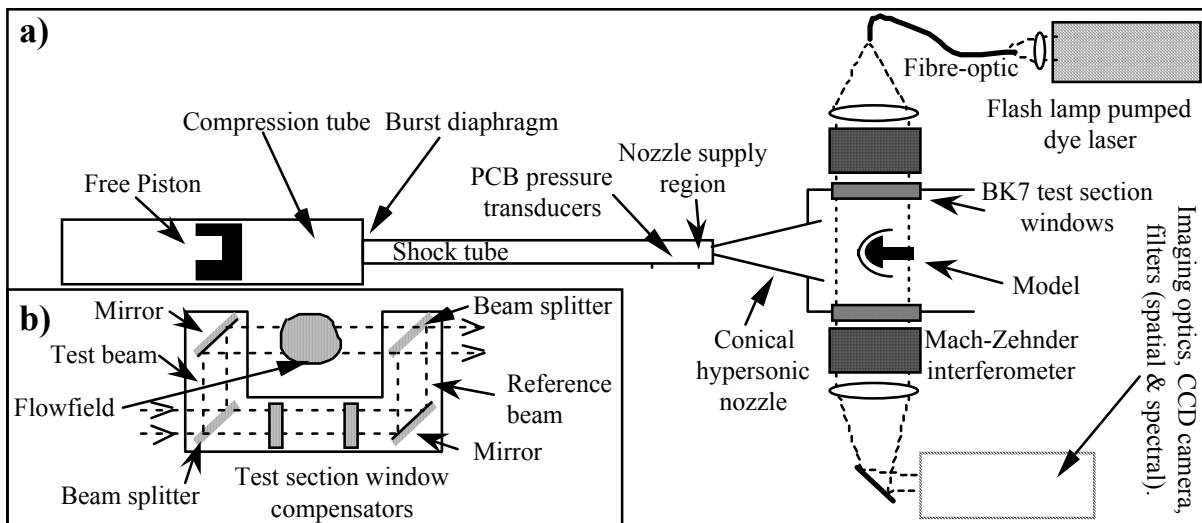 a)
Compression tube
Burst diaphragm
Free Piston
Shock tube
PCB pressure
transducers
Nozzle supply
region
Fibre-optic
Flash lamp pumped
dye laser
BK7 test section
windows
Model
Conical
hypersonic
nozzle
Mach-Zehnder
interferometer
Imaging optics, CCD camera,
filters (spatial & spectral).
b)
Mirror
Test beam
Flowfield
Beam splitter
Test section window
compensators
Beam splitter
Reference
beam
Mirror